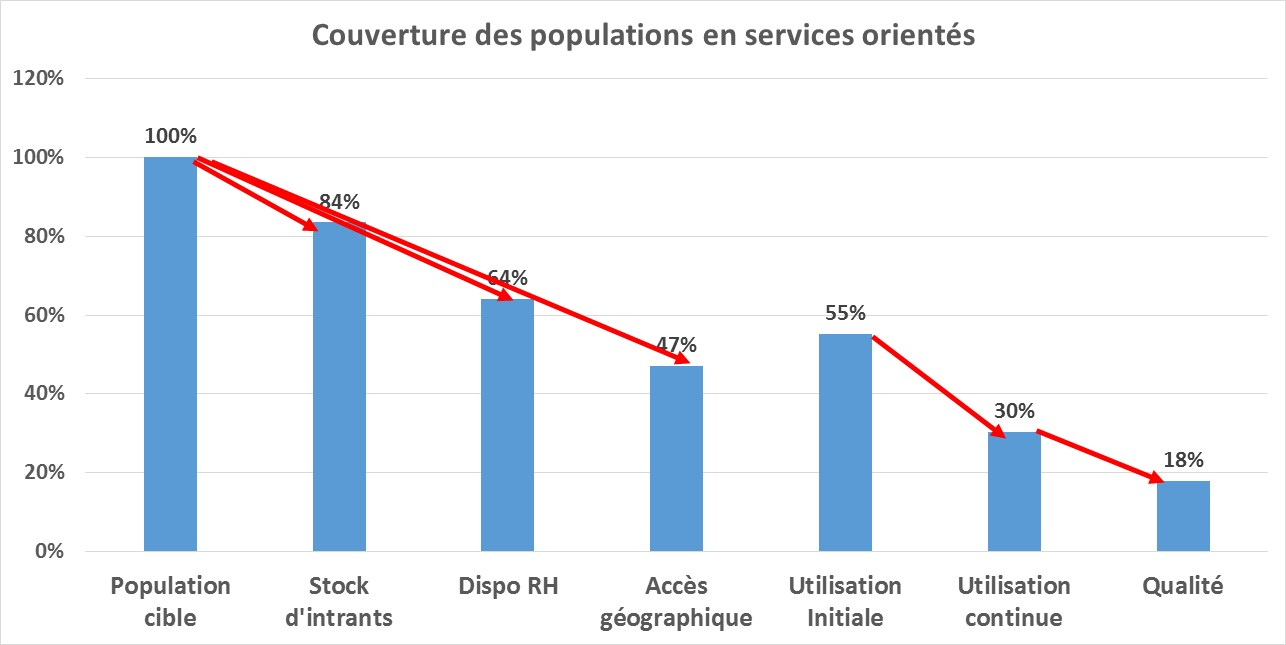 Couverture des populations en services orientés
120%
100%
80%
60%
40%
20%
0%
100%
84%
64%
47%
55%
30%
18%
Population
cible
Stock
d'intrants
Dispo RH
Accès
géographique
Utilisation
Initiale
Utilisation
continue
Qualité